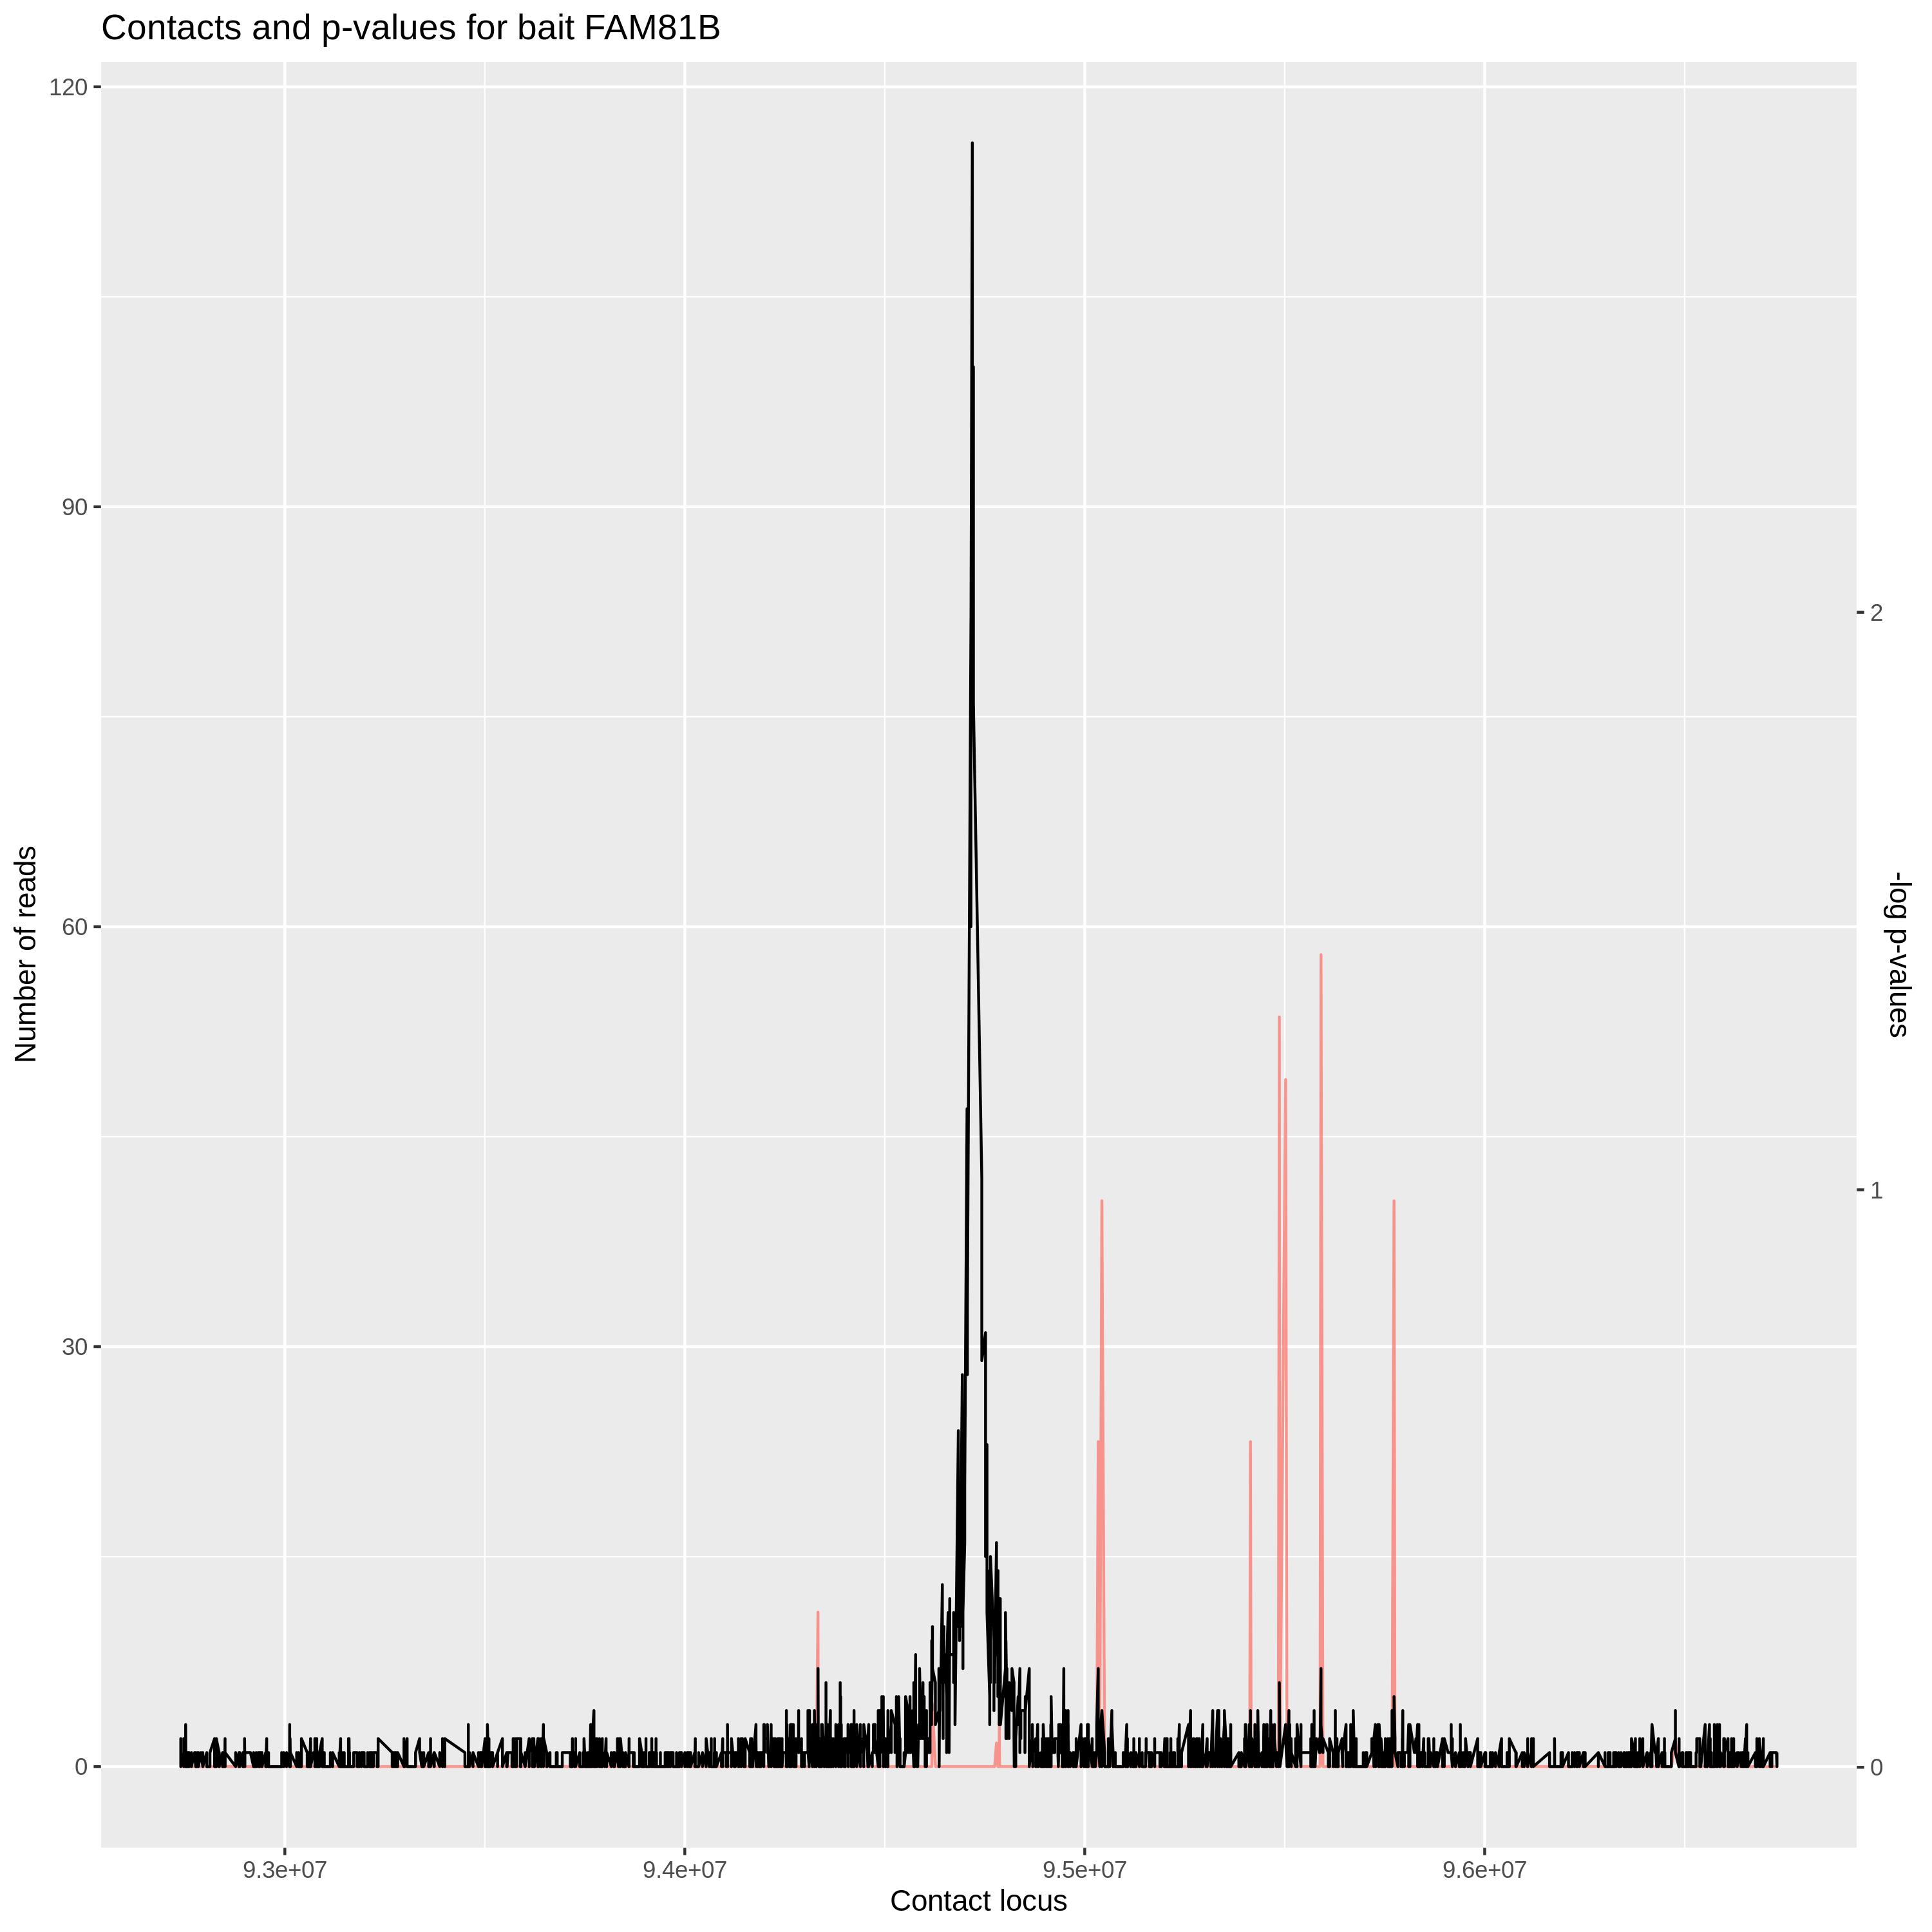 Contacts and p-values for bait FAM81B
120
90
60
30
0
Number of reads
2
1
0
-log p-values
9.3e+07
9.4e+07
9.5e+07
9.6e+07
Contact locus